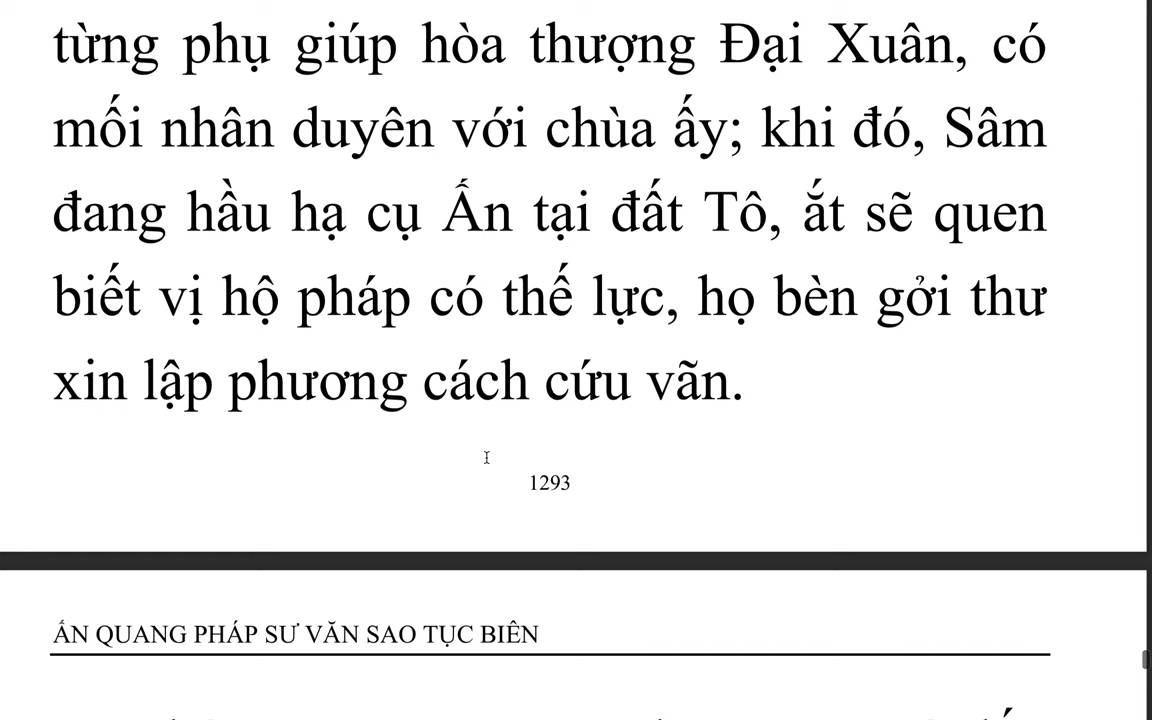 từng phụ giúp hòa thượng Đại Xuân, có
mối nhân duyên với chùa ấy; khi đó, Sâm
đang hầu hạ cụ Ấn tại đất Tô, ắt sẽ quen
biết vị hộ pháp có thế lực, họ bèn gởi thư
xin lập phương cách cứu vãn.
1293
ẤN QUANG PHÁP SƯ VĂN SAO TỤC BIÊN